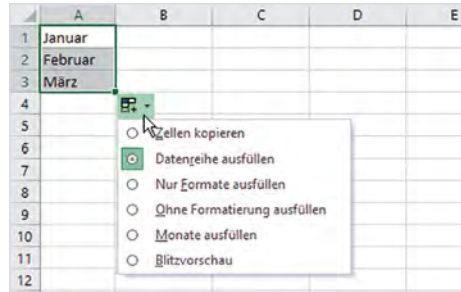 A B C D E
1 Januar
2 Februar
3 März
4
5 Zellen kopieren
6 Datenreihe ausfüllen
7
8 Nur Formate ausfüllen
9 Ohne Formatierung ausfüllen
10 Monate ausfüllen
11 Blitzvorschau
12